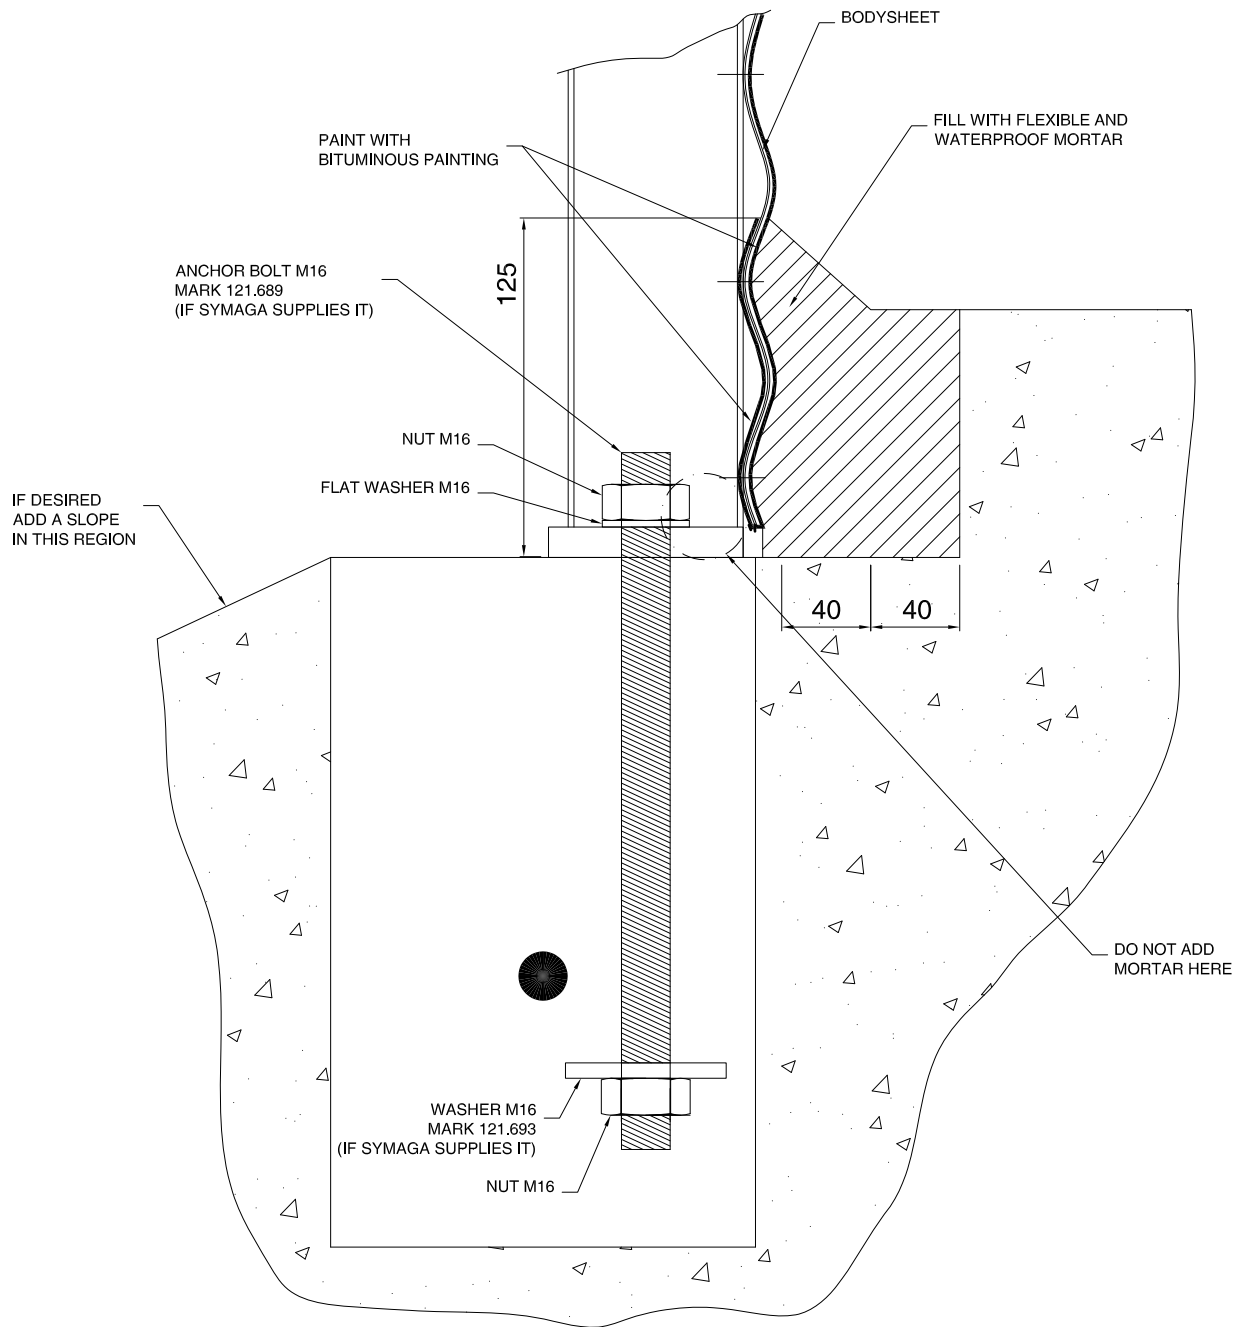 BODYSHEET
FILL WITH FLEXIBLE AND
WATERPROOF MORTAR
PAINT WITH
BITUMINOUS PAINTING
125
ANCHOR BOLT M16
MARK 121.689
(IF SYMAGA SUPPLIES IT)
NUT M16
FLAT WASHER M16
IF DESIRED
ADD A SLOPE
IN THIS REGION
40
40
DO NOT ADD
MORTAR HERE
WASHER M16
MARK 121.693
(IF SYMAGA SUPPLIES IT)
NUT M16